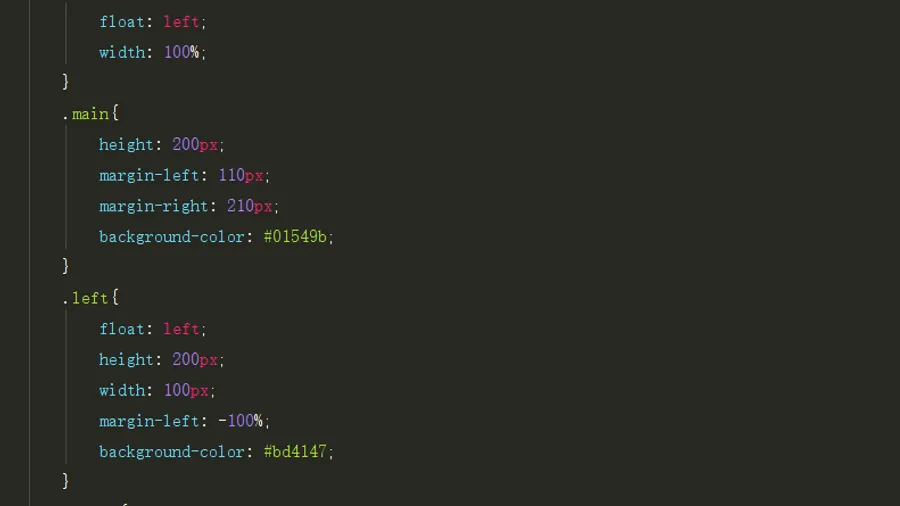 float: left;
width: 100%;
}
.main{
height: 200px;
margin-left: 110px;
margin-right: 210px;
background-color: #01549b;
}
.left{
float: left;
height: 200px;
width: 100px;
margin-left: -100%;
background-color: #bd4147;
}
{